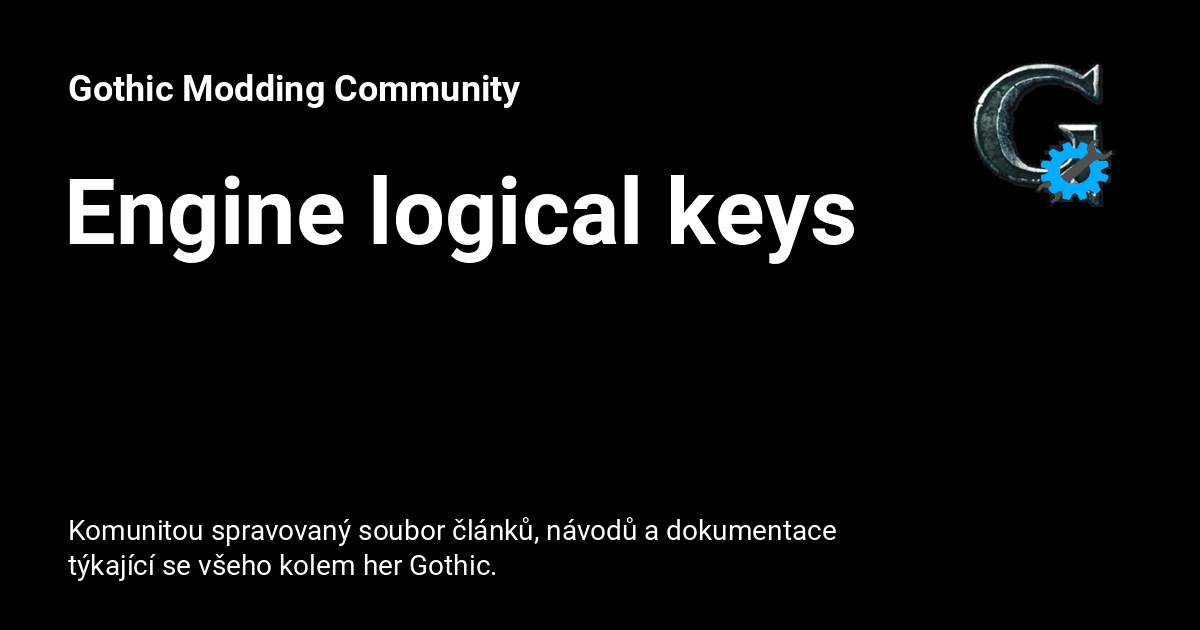 Gothic Modding Community
Engine logical keys
Komunitou spravovaný soubor článků, návodů a dokumentace
týkající se všeho kolem her Gothic.